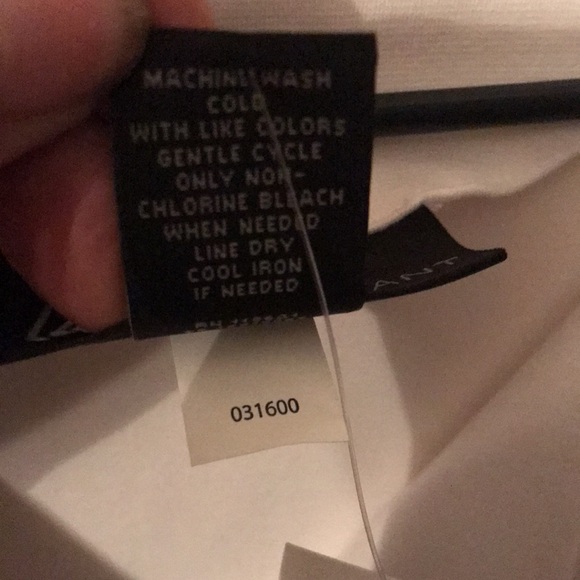 MACHINE WASH
COLD
WITH LIKE COLORS
GENTLE CYCLE
ONLY NON-
CHLORINE BLEACH
WHEN NEEDED
LINE DRY
COOL IRON
IF NEEDED
ANT
031600